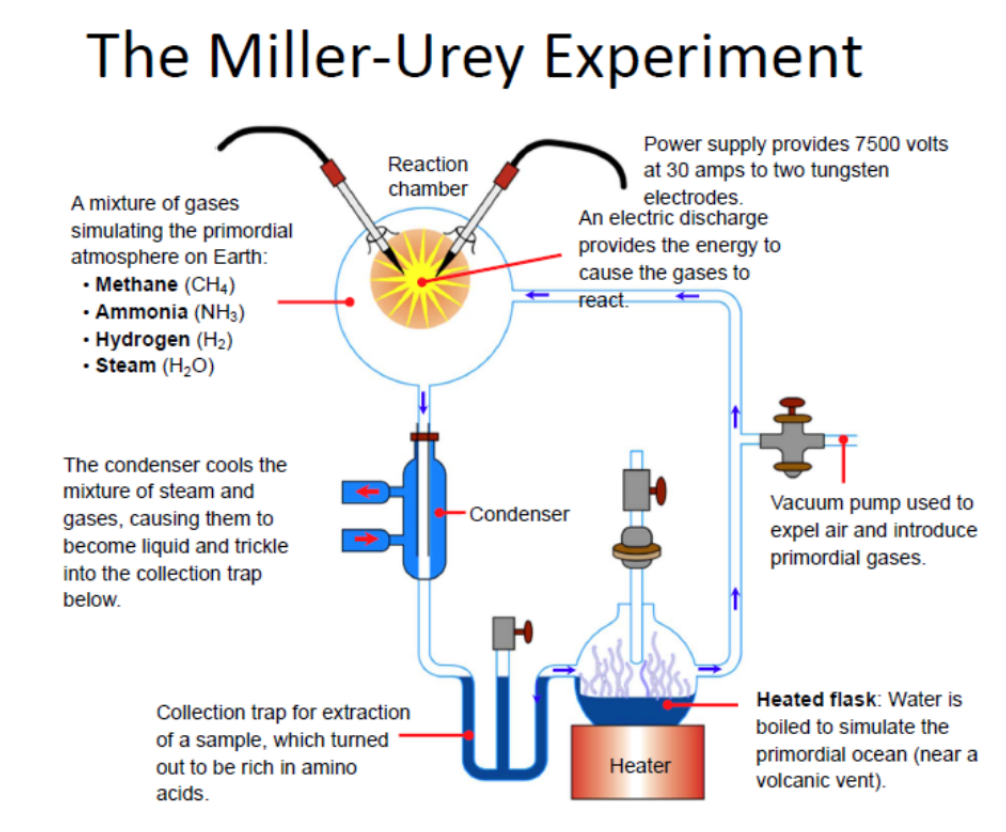 The Miller-Urey Experiment
Reaction
chamber
Power supply provides 7500 volts
at 30 amps to two tungsten
electrodes.
An electric discharge
provides the energy to
cause the gases to
react.
A mixture of gases
simulating the primordial
atmosphere on Earth:
• Methane (CH₄)
• Ammonia (NH₃)
• Hydrogen (H₂)
• Steam (H₂O)
The condenser cools the
mixture of steam and
gases, causing them to
become liquid and trickle
into the collection trap
below.
Condenser
Vacuum pump used to
expel air and introduce
primordial gases.
Collection trap for extraction
of a sample, which turned
out to be rich in amino
acids.
Heater
Heated flask: Water is
boiled to simulate the
primordial ocean (near a
volcanic vent).